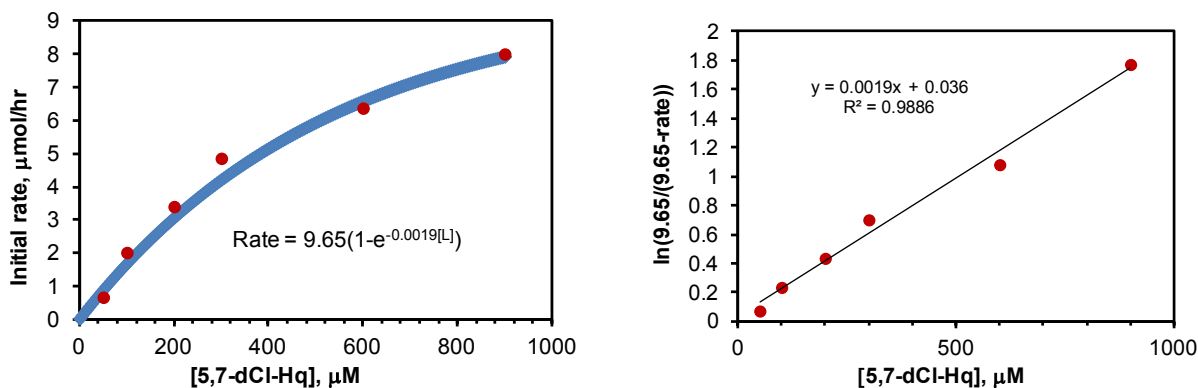 9
8
7
6
5
4
3
2
1
0
Initial rate, μmol/hr
Rate = 9.65(1-e^-0.0019[L])
0 200 400 600 800 1000
[5,7-dCl-Hq], μM
2
1.8
1.6
1.4
1.2
1
0.8
0.6
0.4
0.2
0
ln(9.65/(9.65-rate))
y = 0.0019x + 0.036
R² = 0.9886
0 500 1000
[5,7-dCl-Hq], μM